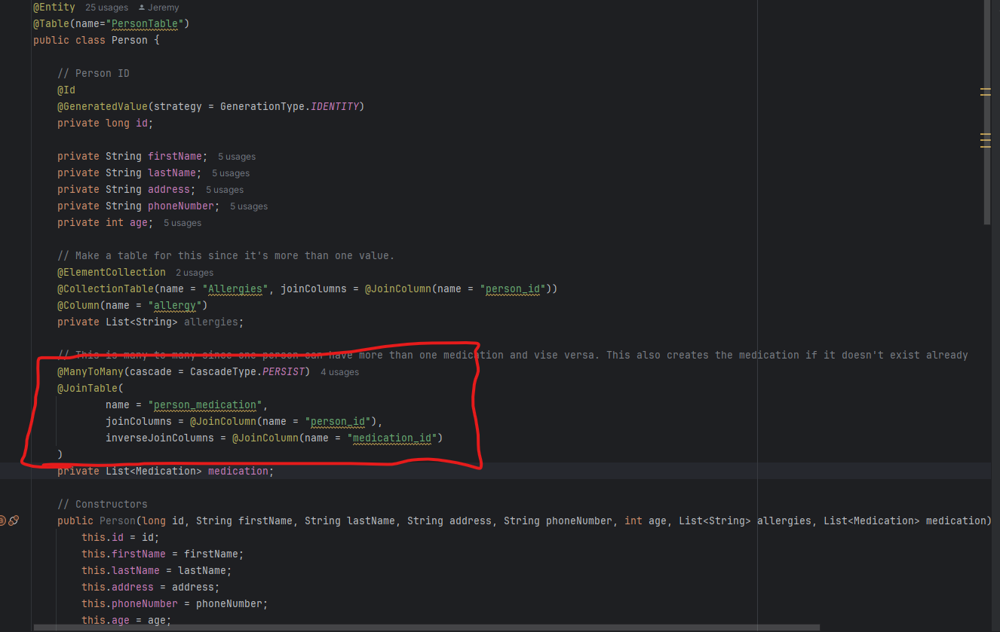 @Entity 25 usages Jeremy
@Table(name="PersonTable")
public class Person {
// Person ID
@Id
@GeneratedValue(strategy = GenerationType.IDENTITY)
private long id;
private String firstName; 5 usages
private String lastName; 5 usages
private String address; 5 usages
private String phoneNumber; 5 usages
private int age; 5 usages
// Make a table for this since it's more than one value.
@ElementCollection 2 usages
@CollectionTable(name = "Allergies", joinColumns = @JoinColumn(name = "person_id"))
@Column(name = "allergy")
private List<String> allergies;
// This is many to many since one person can have more than one medication and vise versa. This also creates the medication if it doesn't exist already
@ManyToMany(cascade = CascadeType.PERSIST) 4 usages
@JoinTable(
name = "person_medication",
joinColumns = @JoinColumn(name = "person_id"),
inverseJoinColumns = @JoinColumn(name = "medication_id")
)
private List<Medication> medication;
// Constructors
public Person(long id, String firstName, String lastName, String address, String phoneNumber, int age, List<String> allergies, List<Medication> medication)
this.id = id;
this.firstName = firstName;
this.lastName = lastName;
this.address = address;
this.phoneNumber = phoneNumber;
this.age = age;